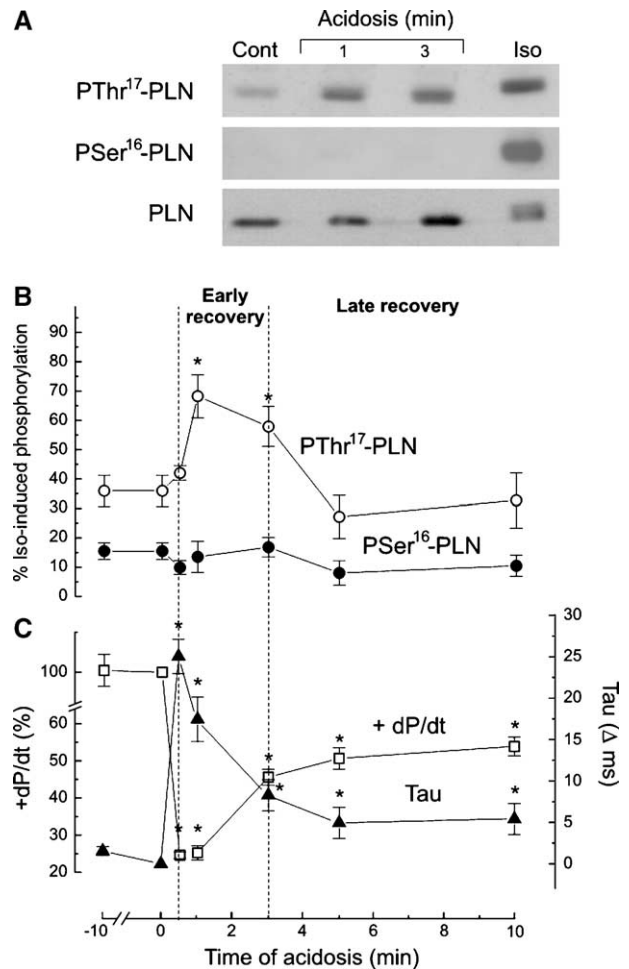 A
Acidosis (min)
Cont 1 3 Iso
PThr¹⁷-PLN
PSer¹⁶-PLN
PLN
B
Early recovery
Late recovery
90
80
70
60
50
40
30
20
10
0
% Iso-induced phosphorylation
*
*
PThr¹⁷-PLN
PSer¹⁶-PLN
C
100
60
50
40
30
20
+dP/dt (%)
30
25
20
15
10
5
0
Tau (Δ ms)
*
*
*
*
*
*
*
*
*
*
+ dP/dt
Tau
-10 0 2 4 6 8 10
Time of acidosis (min)